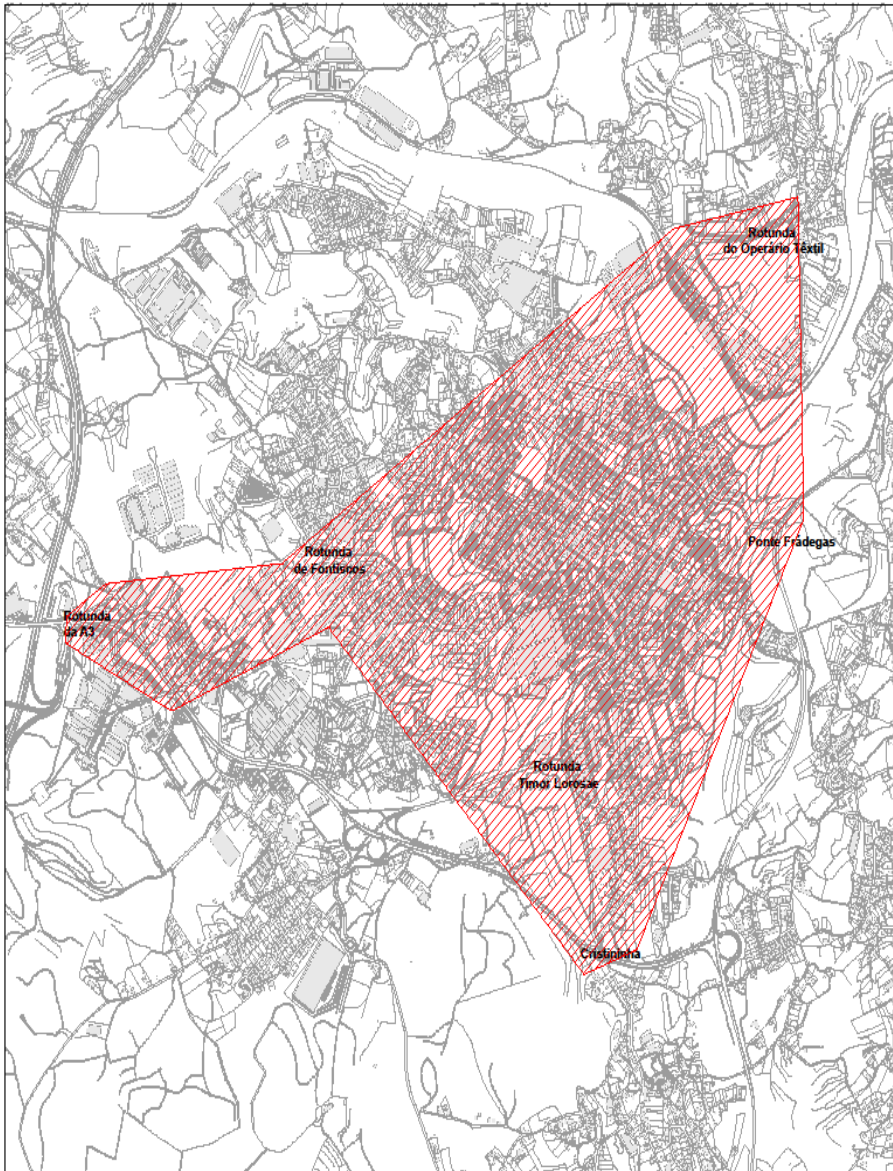 Rotunda
do Operário Têxtil
Ponte Frádegas
Rotunda
de Fontiscos
Rotunda
da A3
Rotunda
Timor Lorosae
Cristininha